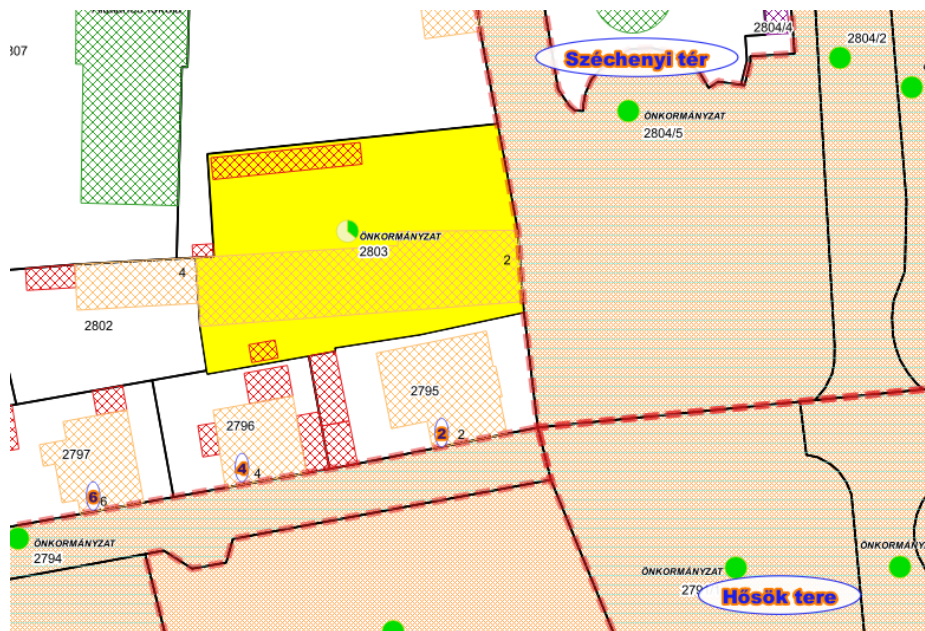 2804/4
2804/2
307
Széchenyi tér
ÖNKORMÁNYZAT
2804/5
ÖNKORMÁNYZAT
2803
2
4
2802
2795
2796
2 2
2797
4 4
6 6
ÖNKORMÁNYZAT
2794
ÖNKORMÁNYZAT
ÖNKORMÁNYZAT
Hősök tere